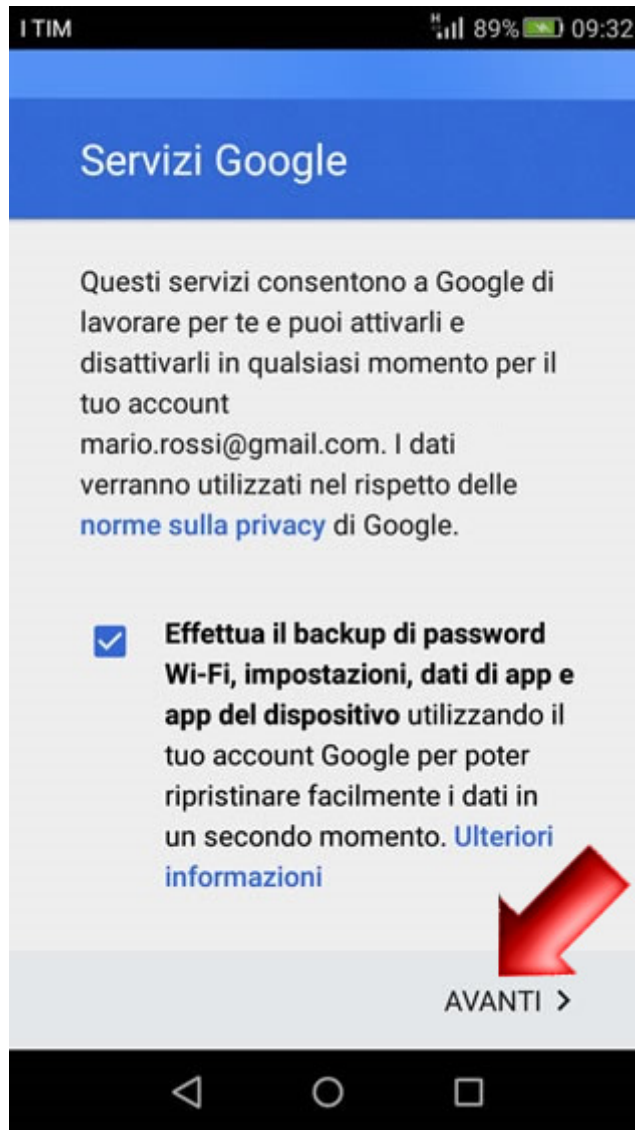 I TIM H 89% 09:32
Servizi Google
Questi servizi consentono a Google di
lavorare per te e puoi attivarli e
disattivarli in qualsiasi momento per il
tuo account
mario.rossi@gmail.com. I dati
verranno utilizzati nel rispetto delle
norme sulla privacy di Google.
Effettua il backup di password
Wi-Fi, impostazioni, dati di app e
app del dispositivo utilizzando il
tuo account Google per poter
ripristinare facilmente i dati in
un secondo momento. Ulteriori
informazioni
AVANTI >